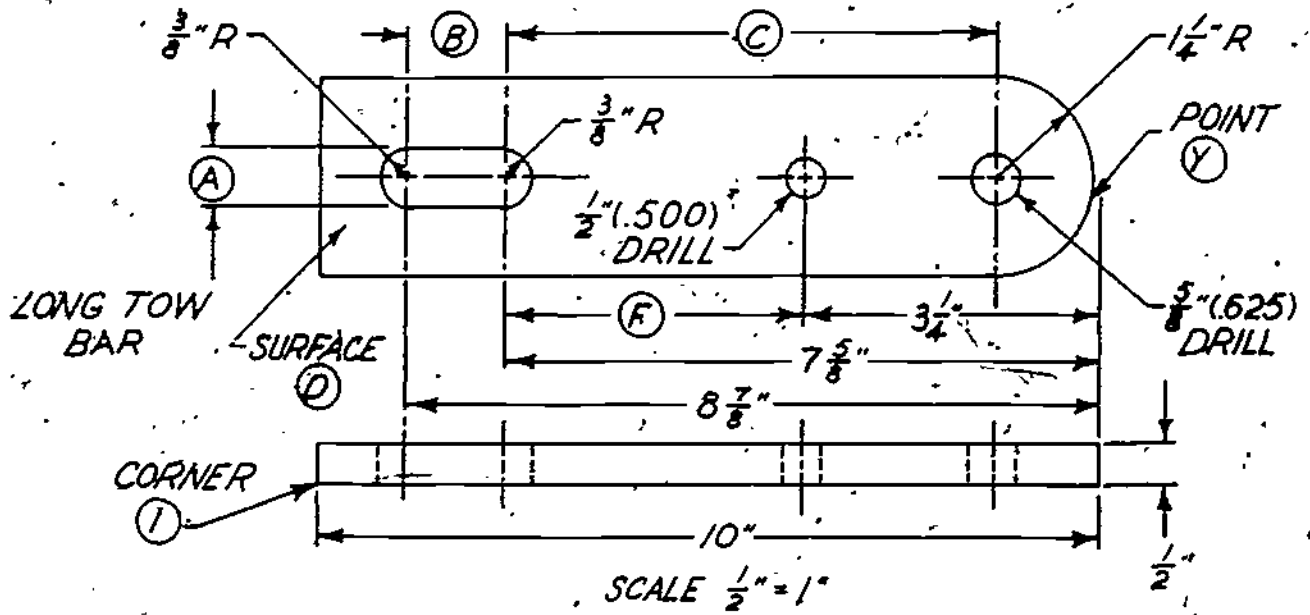 3/8" R
B
C
1 1/4" R
A
3/8" R
POINT
Y
1/2" (.500)
DRILL
LONG TOW
BAR
SURFACE
D
F
3 1/4"
5/8" (.625)
DRILL
7 5/8"
8 7/8"
CORNER
1
10"
1/2"
SCALE 1/2" = 1"